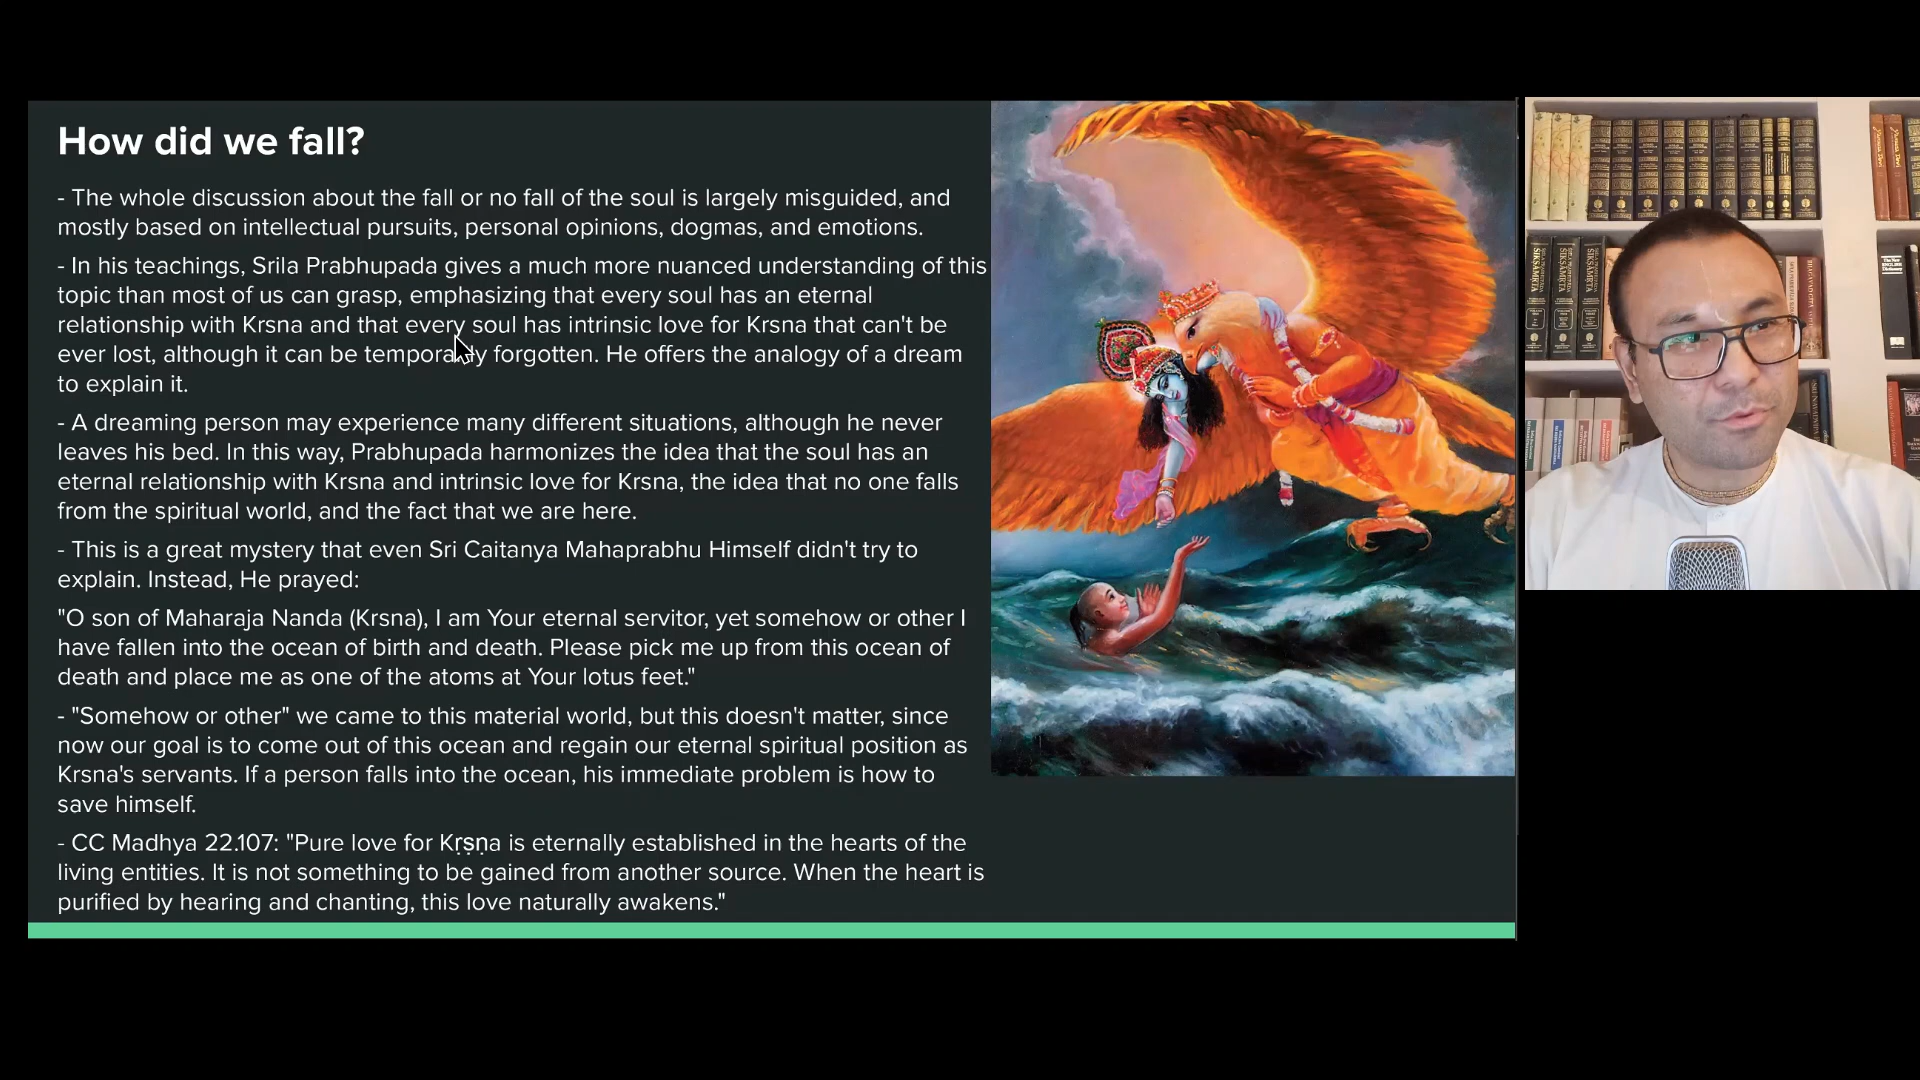 How did we fall?
- The whole discussion about the fall or no fall of the soul is largely misguided, and
mostly based on intellectual pursuits, personal opinions, dogmas, and emotions.
- In his teachings, Srila Prabhupada gives a much more nuanced understanding of this
topic than most of us can grasp, emphasizing that every soul has an eternal
relationship with Krsna and that every soul has intrinsic love for Krsna that can't be
ever lost, although it can be temporarily forgotten. He offers the analogy of a dream
to explain it.
- A dreaming person may experience many different situations, although he never
leaves his bed. In this way, Prabhupada harmonizes the idea that the soul has an
eternal relationship with Krsna and intrinsic love for Krsna, the idea that no one falls
from the spiritual world, and the fact that we are here.
- This is a great mystery that even Sri Caitanya Mahaprabhu Himself didn't try to
explain. Instead, He prayed:
"O son of Maharaja Nanda (Krsna), I am Your eternal servitor, yet somehow or other I
have fallen into the ocean of birth and death. Please pick me up from this ocean of
death and place me as one of the atoms at Your lotus feet."
- "Somehow or other" we came to this material world, but this doesn't matter, since
now our goal is to come out of this ocean and regain our eternal spiritual position as
Krsna's servants. If a person falls into the ocean, his immediate problem is how to
save himself.
- CC Madhya 22.107: "Pure love for Kṛṣṇa is eternally established in the hearts of the
living entities. It is not something to be gained from another source. When the heart is
purified by hearing and chanting, this love naturally awakens."